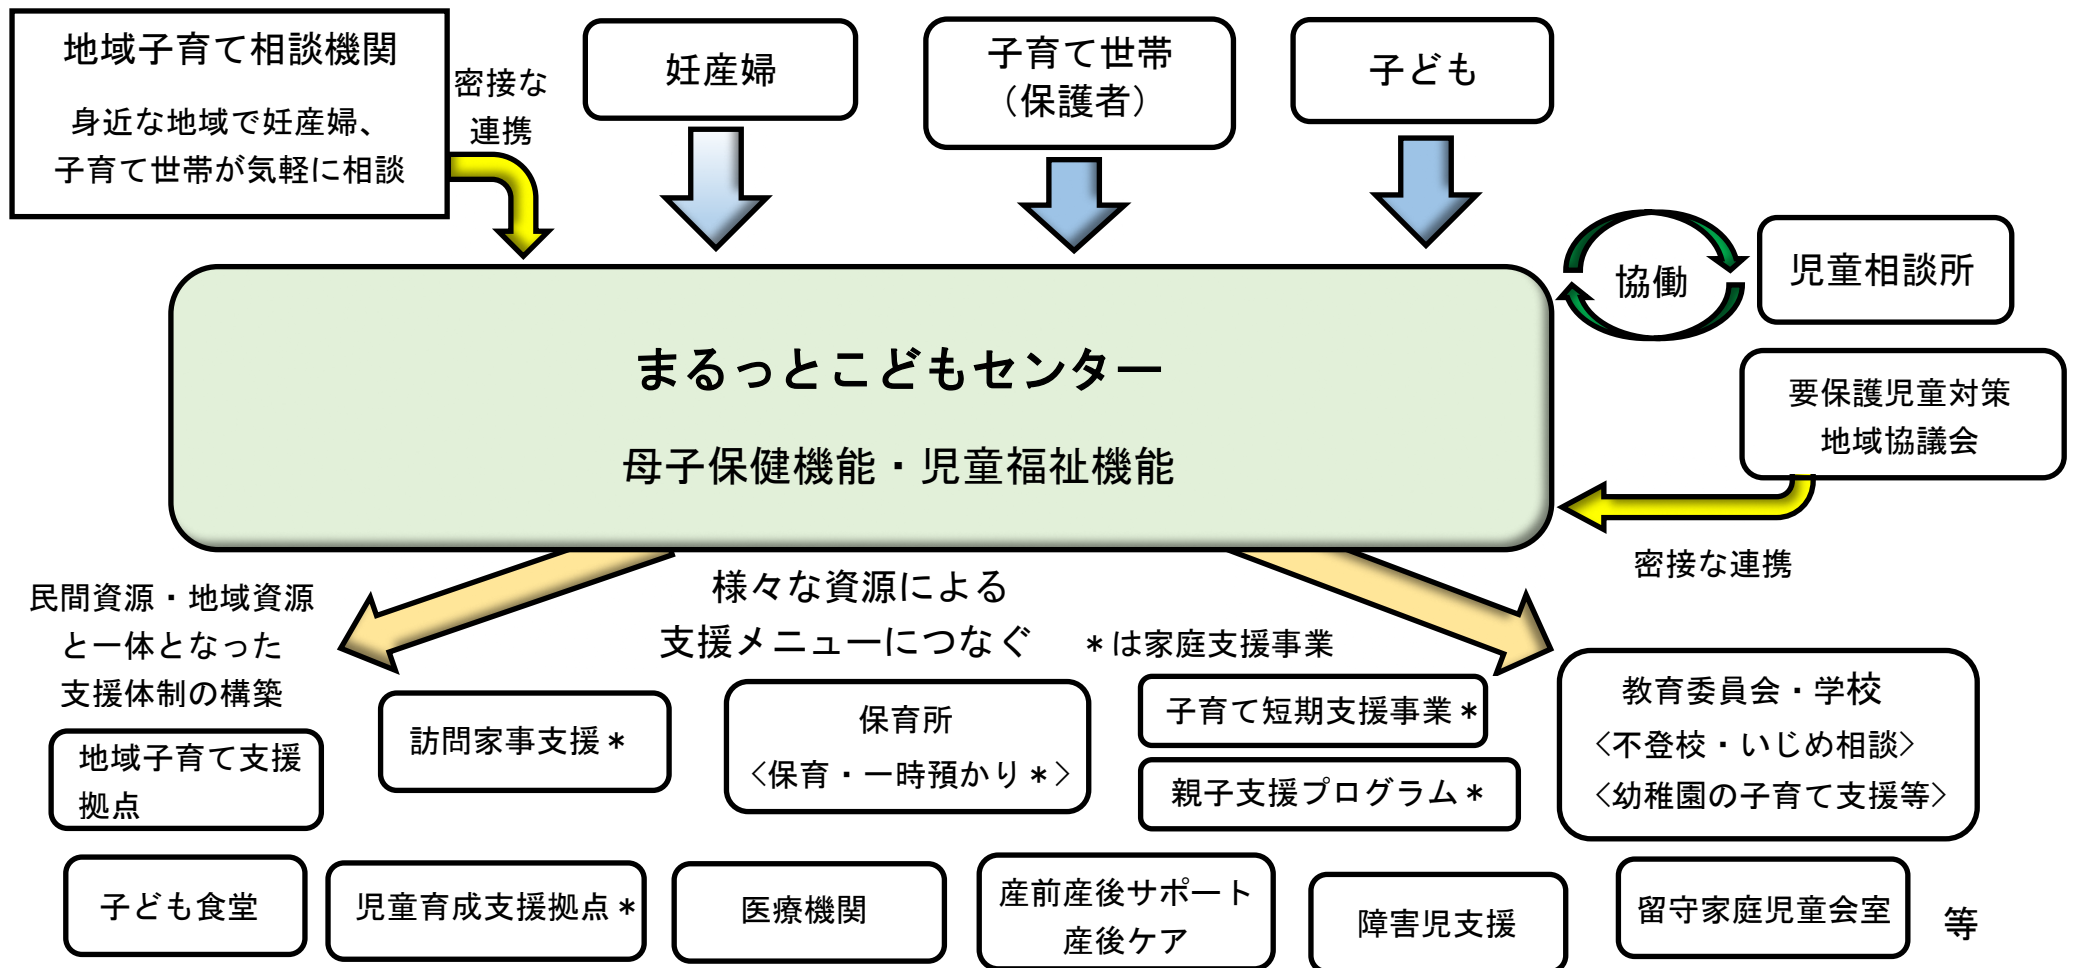 地域子育て相談機関
身近な地域で妊産婦、
子育て世帯が気軽に相談
密接な
連携
妊産婦
子育て世帯
（保護者）
子ども
協働
児童相談所
まるっとこどもセンター
母子保健機能・児童福祉機能
要保護児童対策
地域協議会
密接な連携
民間資源・地域資源
と一体となった
支援体制の構築
様々な資源による
支援メニューにつなぐ
＊は家庭支援事業
地域子育て支援
拠点
訪問家事支援＊
保育所
〈保育・一時預かり＊〉
子育て短期支援事業＊
親子支援プログラム＊
教育委員会・学校
〈不登校・いじめ相談〉
〈幼稚園の子育て支援等〉
子ども食堂
児童育成支援拠点＊
医療機関
産前産後サポート
産後ケア
障害児支援
留守家庭児童会室
等